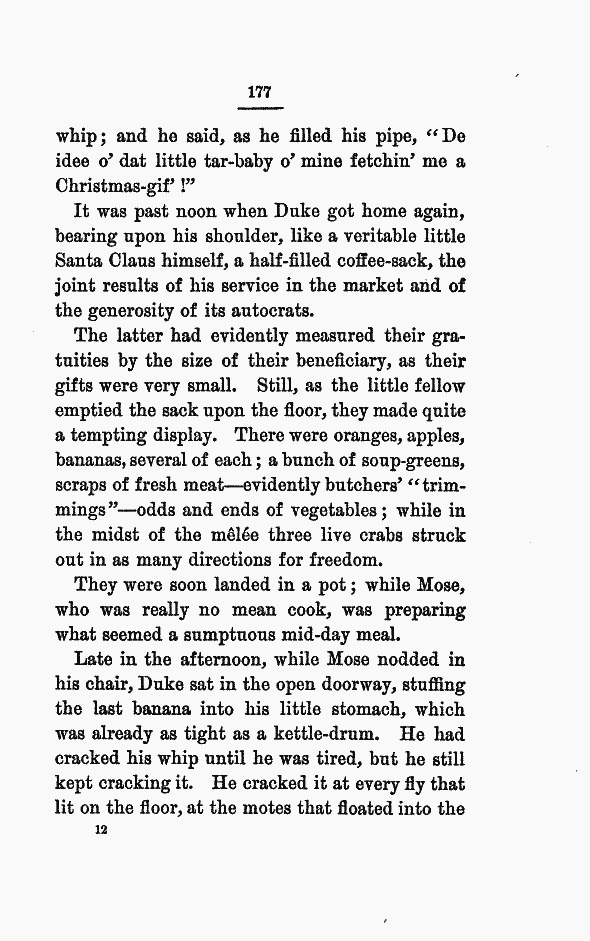 177
whip; and he said, as he filled his pipe, “De
idee o’ dat little tar-baby o’ mine fetchin’ me a
Christmas-gif’ !”
It was past noon when Duke got home again,
bearing upon his shoulder, like a veritable little
Santa Claus himself, a half-filled coffee-sack, the
joint results of his service in the market and of
the generosity of its autocrats.
The latter had evidently measured their gra-
tuities by the size of their beneficiary, as their
gifts were very small. Still, as the little fellow
emptied the sack upon the floor, they made quite
a tempting display. There were oranges, apples,
bananas, several of each; a bunch of soup-greens,
scraps of fresh meat—evidently butchers’ “trim-
mings”—odds and ends of vegetables; while in
the midst of the mêlée three live crabs struck
out in as many directions for freedom.
They were soon landed in a pot; while Mose,
who was really no mean cook, was preparing
what seemed a sumptuous mid-day meal.
Late in the afternoon, while Mose nodded in
his chair, Duke sat in the open doorway, stuffing
the last banana into his little stomach, which
was already as tight as a kettle-drum. He had
cracked his whip until he was tired, but he still
kept cracking it. He cracked it at every fly that
lit on the floor, at the motes that floated into the
12